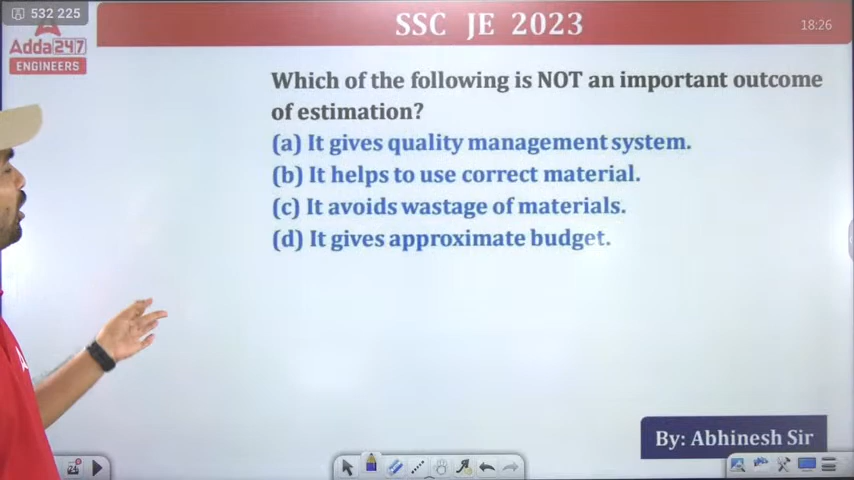 532 225
SSC JE 2023
18:26
Adda247
ENGINEERS
Which of the following is NOT an important outcome
of estimation?
(a) It gives quality management system.
(b) It helps to use correct material.
(c) It avoids wastage of materials.
(d) It gives approximate budget.
By: Abhinesh Sir